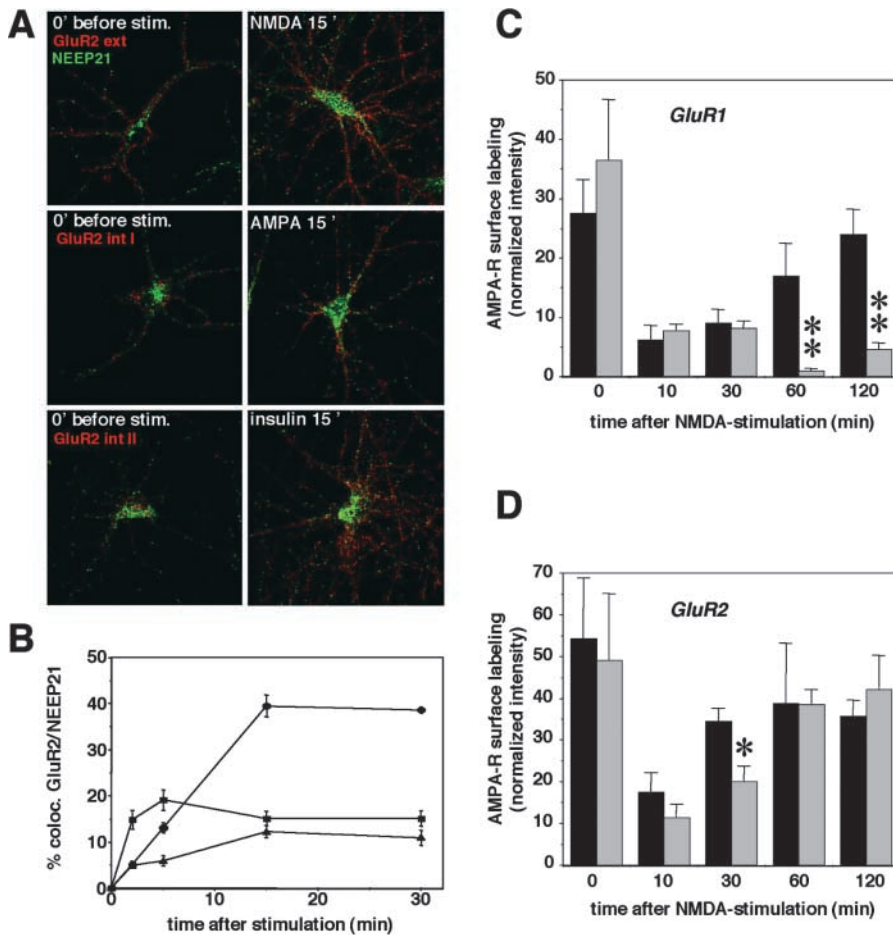 A
0' before stim.
GluR2 ext
NEEP21
NMDA 15 '
0' before stim.
GluR2 int I
AMPA 15 '
0' before stim.
GluR2 int II
insulin 15 '
B
% coloc. GluR2/NEEP21
50
40
30
20
10
0
0
10
20
30
time after stimulation (min)
C
AMPA-R surface labeling
(normalized intensity)
50
40
30
20
10
0
GluR1
**
**
0
10
30
60
120
time after NMDA-stimulation (min)
D
AMPA-R surface labeling
(normalized intensity)
70
60
50
40
30
20
10
0
GluR2
*
0
10
30
60
120
time after NMDA-stimulation (min)